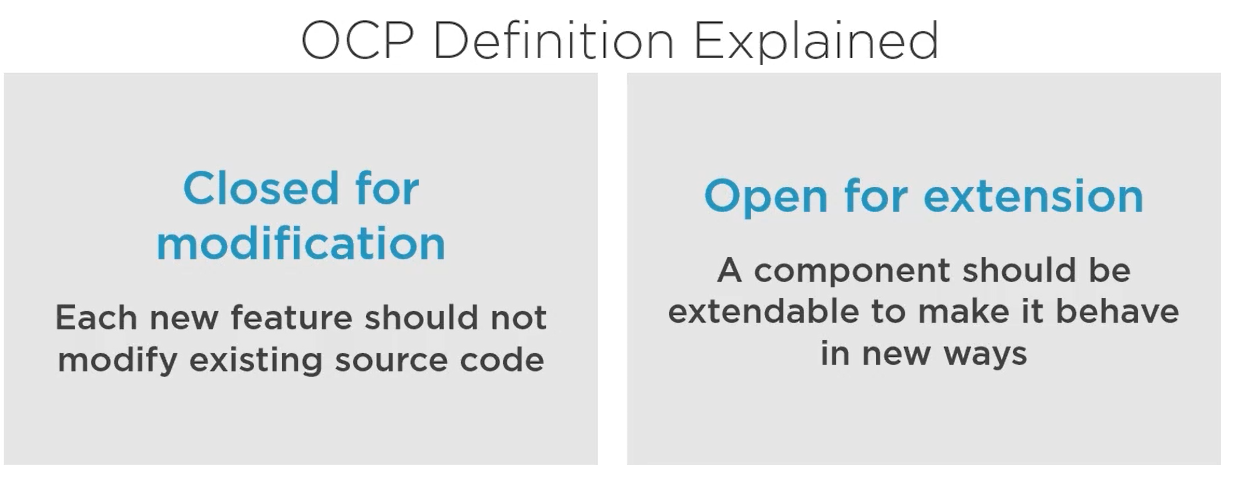 OCP Definition Explained
Closed for
modification
Each new feature should not
modify existing source code
Open for extension
A component should be
extendable to make it behave
in new ways